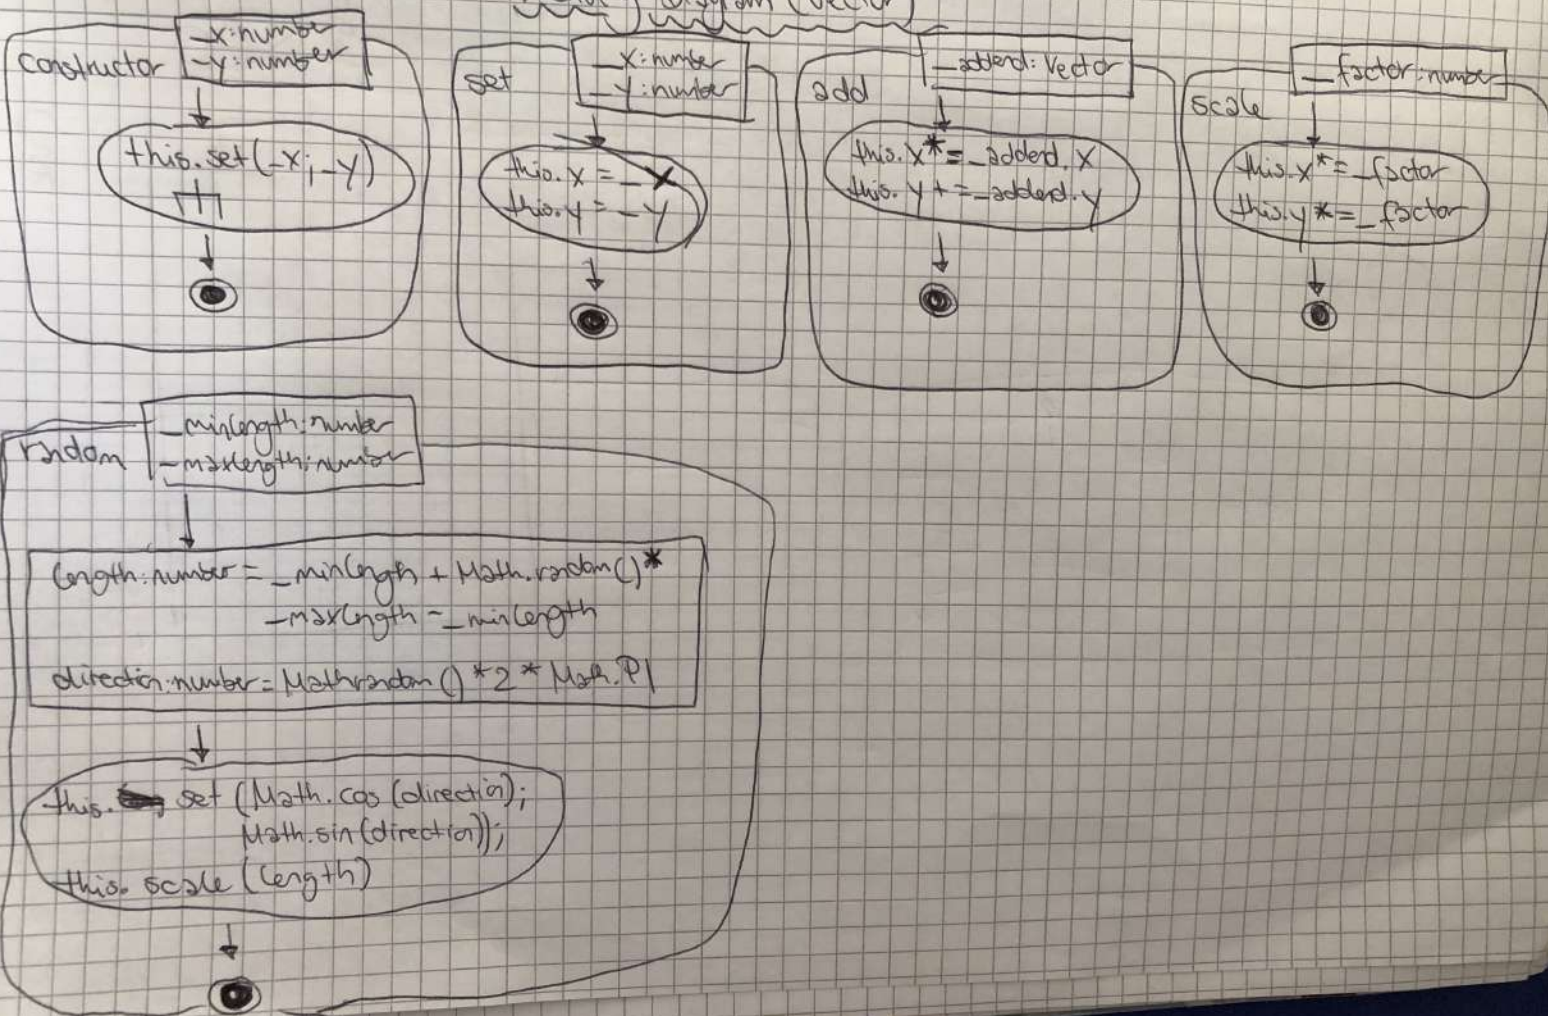 Diagram (Vector)
constructor
_x:number
_y:number
this.set(_x;_y)
set
_x:number
_y:number
this.x = _x
this.y = _y
add
_addend: Vector
this.x*=_addend.x
this.y+=_addend.y
scale
_factor:number
this.x*=_factor
this.y*=_factor
random
_minlength:number
_maxlength:number
length:number = _minlength + Math.random()*
_maxlength - _minlength
direction:number = Math.random() *2* Math.PI
this. set (Math.cos(direction);
Math.sin(direction));
this. scale (length)